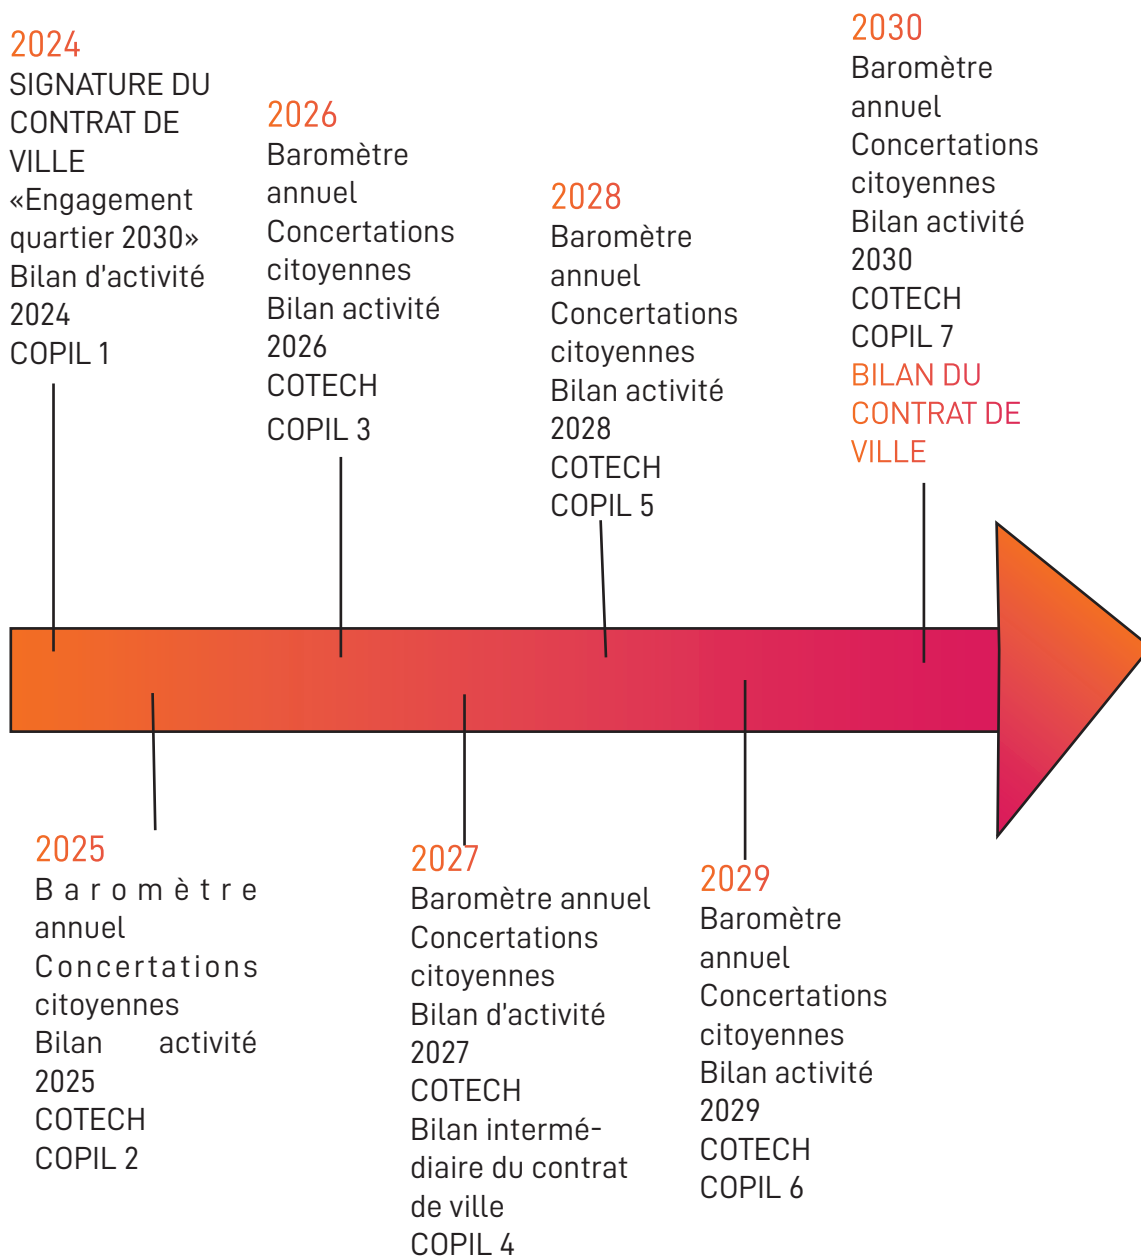 2024
SIGNATURE DU
CONTRAT DE
VILLE
«Engagement
quartier 2030»
Bilan d'activité
2024
COPIL 1
2026
Baromètre
annuel
Concertations
citoyennes
Bilan activité
2026
COTECH
COPIL 3
2028
Baromètre
annuel
Concertations
citoyennes
Bilan activité
2028
COTECH
COPIL 5
2030
Baromètre
annuel
Concertations
citoyennes
Bilan activité
2030
COTECH
COPIL 7
BILAN DU
CONTRAT DE
VILLE
2025
Baromètre
annuel
Concertations
citoyennes
Bilan activité
2025
COTECH
COPIL 2
2027
Baromètre annuel
Concertations
citoyennes
Bilan d'activité
2027
COTECH
Bilan intermé-
diaire du contrat
de ville
COPIL 4
2029
Baromètre
annuel
Concertations
citoyennes
Bilan activité
2029
COTECH
COPIL 6